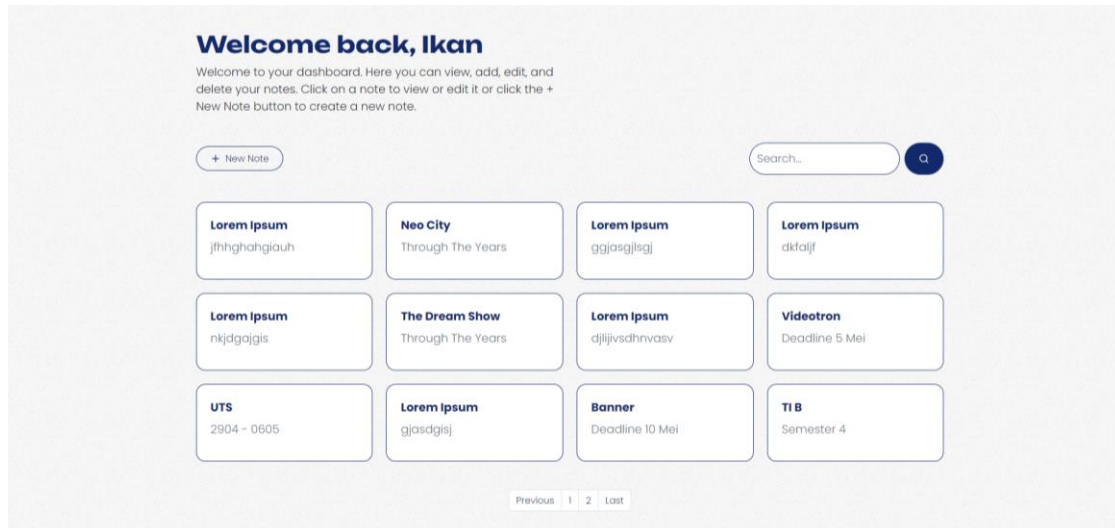 Welcome back, Ikan
Welcome to your dashboard. Here you can view, add, edit, and
delete your notes. Click on a note to view or edit it or click the +
New Note button to create a new note.
+ New Note
Search...
Lorem Ipsum
jfhhghahgiauh
Neo City
Through The Years
Lorem Ipsum
ggjasgjlsgj
Lorem Ipsum
dkfaljf
Lorem Ipsum
nkjdgajgis
The Dream Show
Through The Years
Lorem Ipsum
djlijivsdhnvasv
Videotron
Deadline 5 Mei
UTS
2904 - 0605
Lorem Ipsum
gjasdgisj
Banner
Deadline 10 Mei
TI B
Semester 4
Previous 1 2 Last